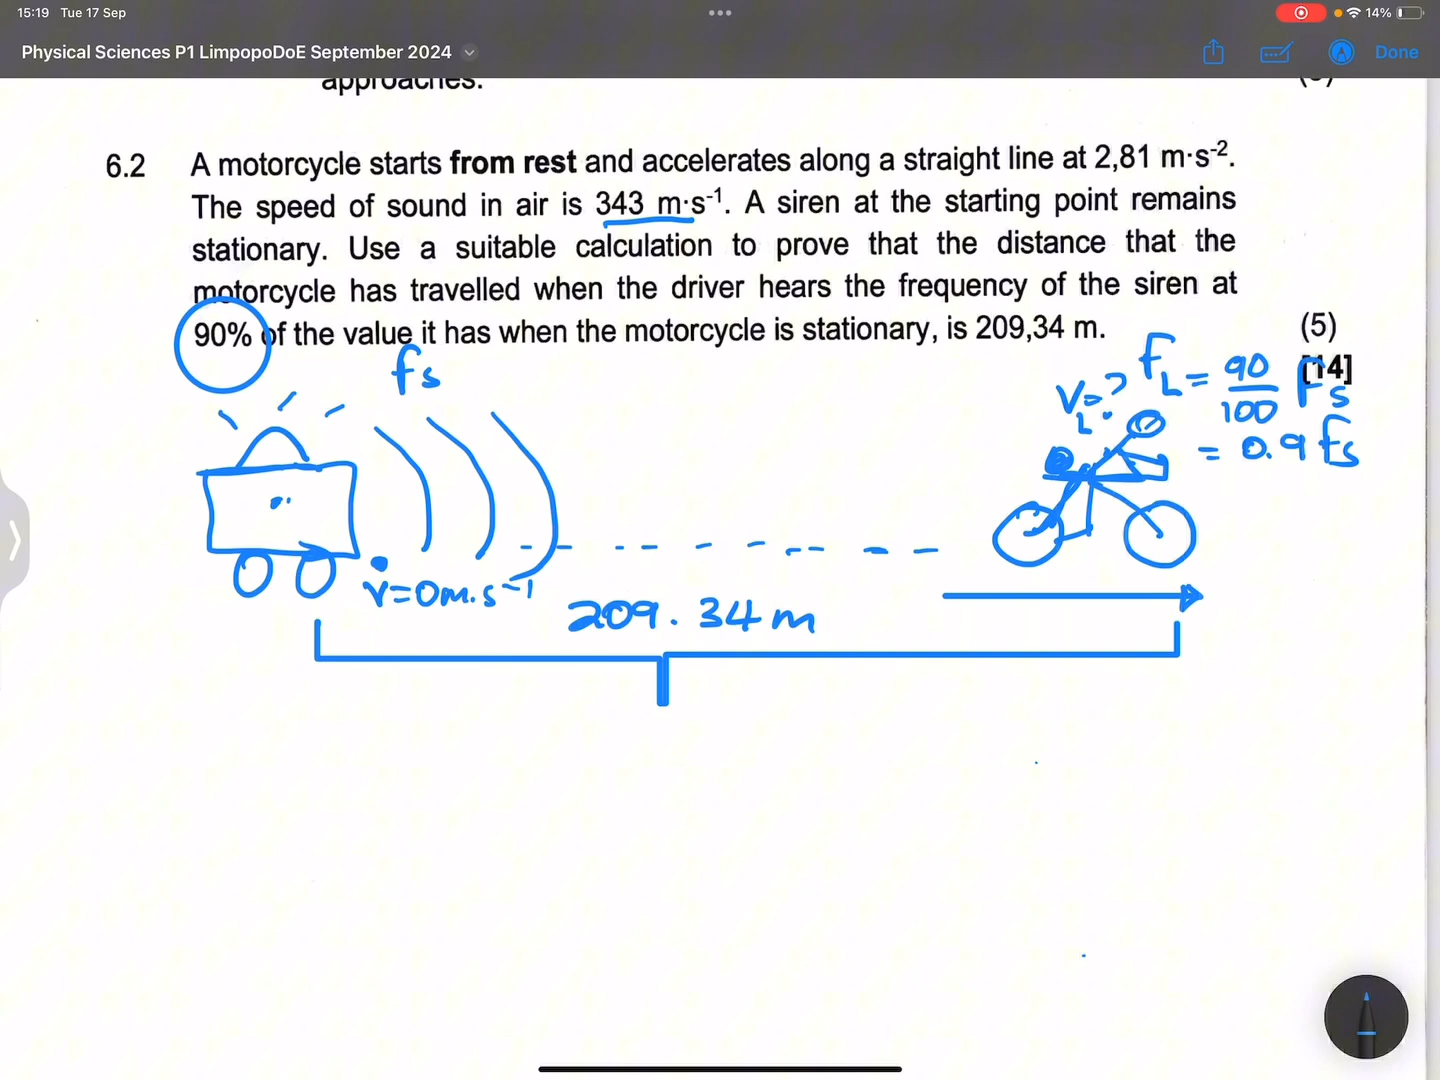 15:19 Tue 17 Sep
14%
Physical Sciences P1 LimpopoDoE September 2024
Done
approaches.
6.2 A motorcycle starts from rest and accelerates along a straight line at 2,81 m·s⁻².
The speed of sound in air is 343 m·s⁻¹. A siren at the starting point remains
stationary. Use a suitable calculation to prove that the distance that the
motorcycle has travelled when the driver hears the frequency of the siren at
90% of the value it has when the motorcycle is stationary, is 209,34 m. (5)
[14]
fs
VL=?
FL = 90/100 Fs
= 0.9 fs
V=0m.s⁻¹
209.34m